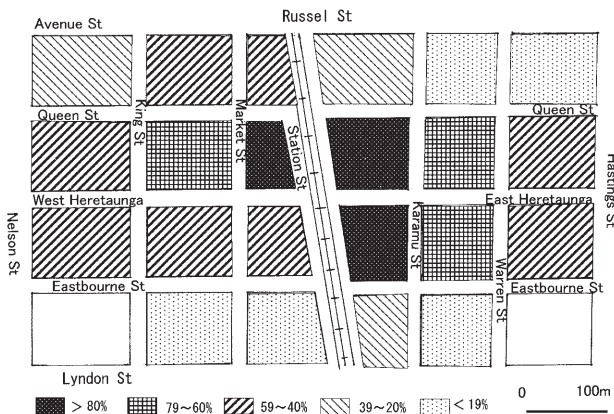 Russel St
Avenue St
Queen St
King St
Market St
Station St
Queen St
Hastings St
West Heretaunga
East Heretaunga
Nelson St
Karamu St
Warren St
Eastbourne St
Eastbourne St
Lyndon St
> 80%
79～60%
59～40%
39～20%
< 19%
0 100m